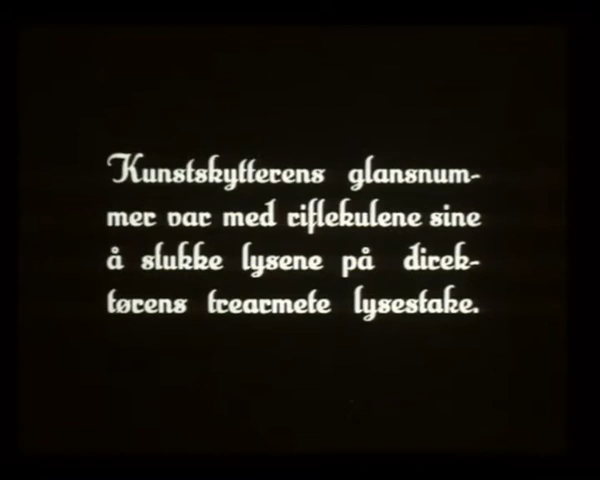 Kunstskytterens glansnum-
mer var med riflekulene sine
å slukke lysene på direk-
tørens trearmete lysestake.